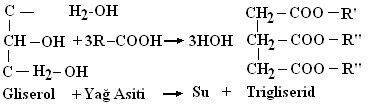 C — H₂-OH CH₂ – COO – R'
CH – OH + 3R – COOH → 3HOH CH₂ – COO – R"
C – H₂ – OH CH₂ – COO – R"
Gliserol + Yağ Asiti → Su + Trigliserid